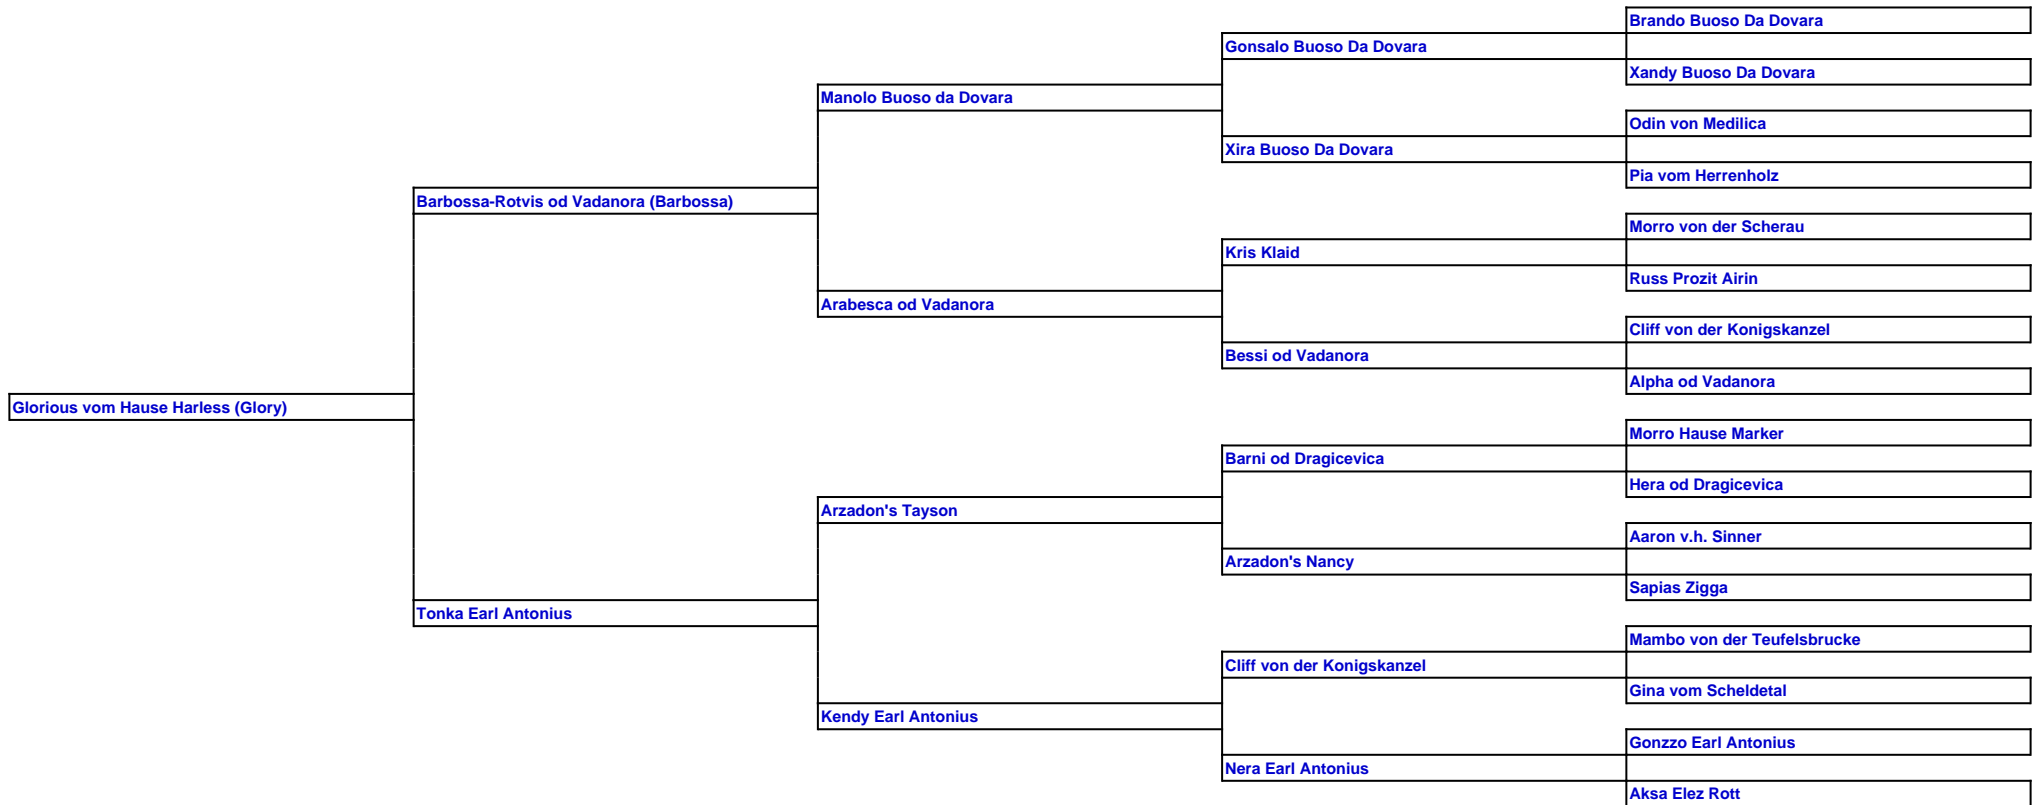 Brando Buoso Da Dovara
Gonsalo Buoso Da Dovara
Xandy Buoso Da Dovara
Manolo Buoso da Dovara
Odin von Medilica
Xira Buoso Da Dovara
Pia vom Herrenholz
Barbossa-Rotvis od Vadanora (Barbossa)
Morro von der Scherau
Kris Klaid
Russ Prozit Airin
Arabesca od Vadanora
Cliff von der Konigskanzel
Bessi od Vadanora
Alpha od Vadanora
Glorious vom Hause Harless (Glory)
Morro Hause Marker
Barni od Dragicevica
Hera od Dragicevica
Arzadon's Tayson
Aaron v.h. Sinner
Arzadon's Nancy
Sapias Zigga
Tonka Earl Antonius
Mambo von der Teufelsbrucke
Cliff von der Konigskanzel
Gina vom Scheldetal
Kendy Earl Antonius
Gonzzo Earl Antonius
Nera Earl Antonius
Aksa Elez Rott